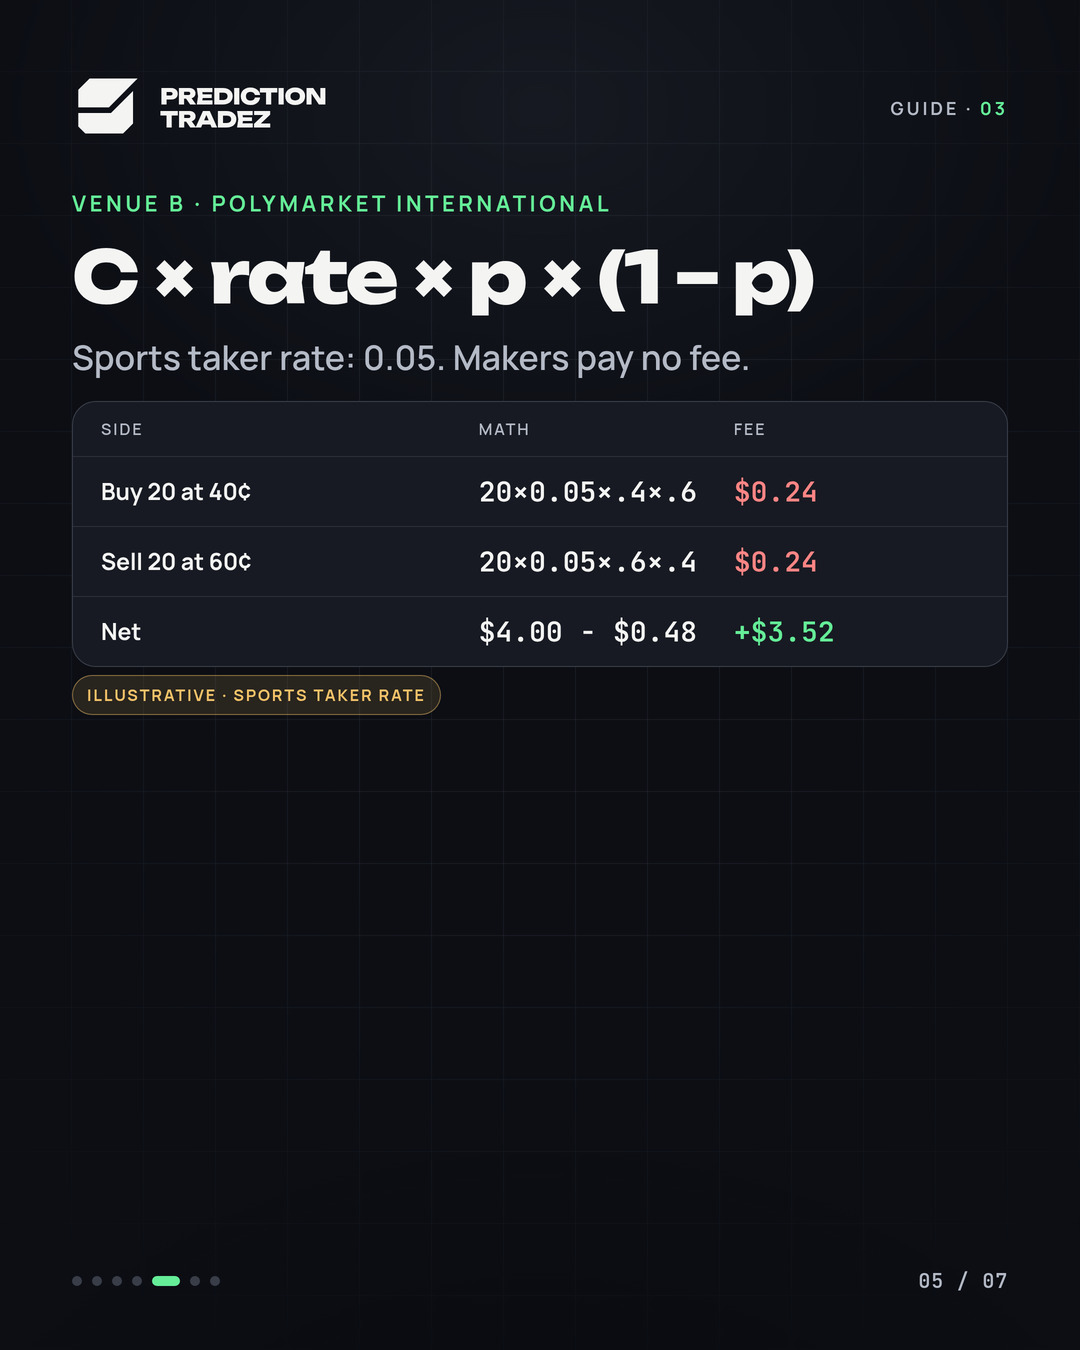 PREDICTION
TRADEZ
GUIDE · 03
VENUE B · POLYMARKET INTERNATIONAL
C × rate × p × (1 – p)
Sports taker rate: 0.05. Makers pay no fee.
SIDE MATH FEE
Buy 20 at 40¢ 20×0.05×.4×.6 $0.24
Sell 20 at 60¢ 20×0.05×.6×.4 $0.24
Net $4.00 - $0.48 +$3.52
ILLUSTRATIVE · SPORTS TAKER RATE
05 / 07